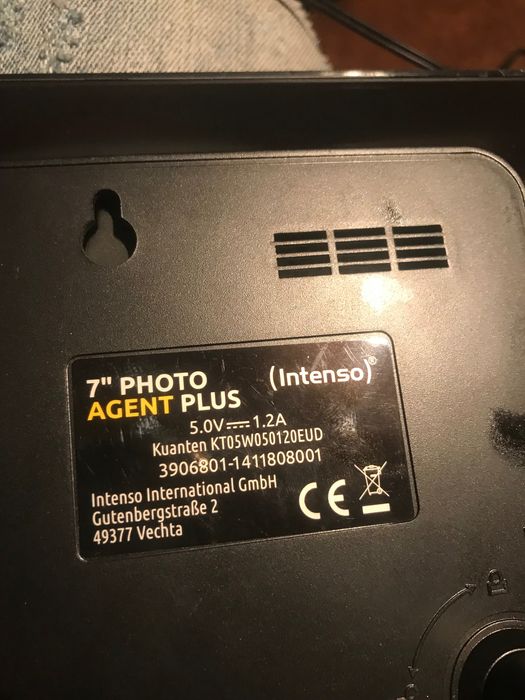 7" PHOTO
AGENT PLUS
(intenso)®
5.0V⎓1.2A
Kuanten KT05W050120EUD
3906801-1411808001
Intenso International GmbH
Gutenbergstraße 2
49377 Vechta
CE